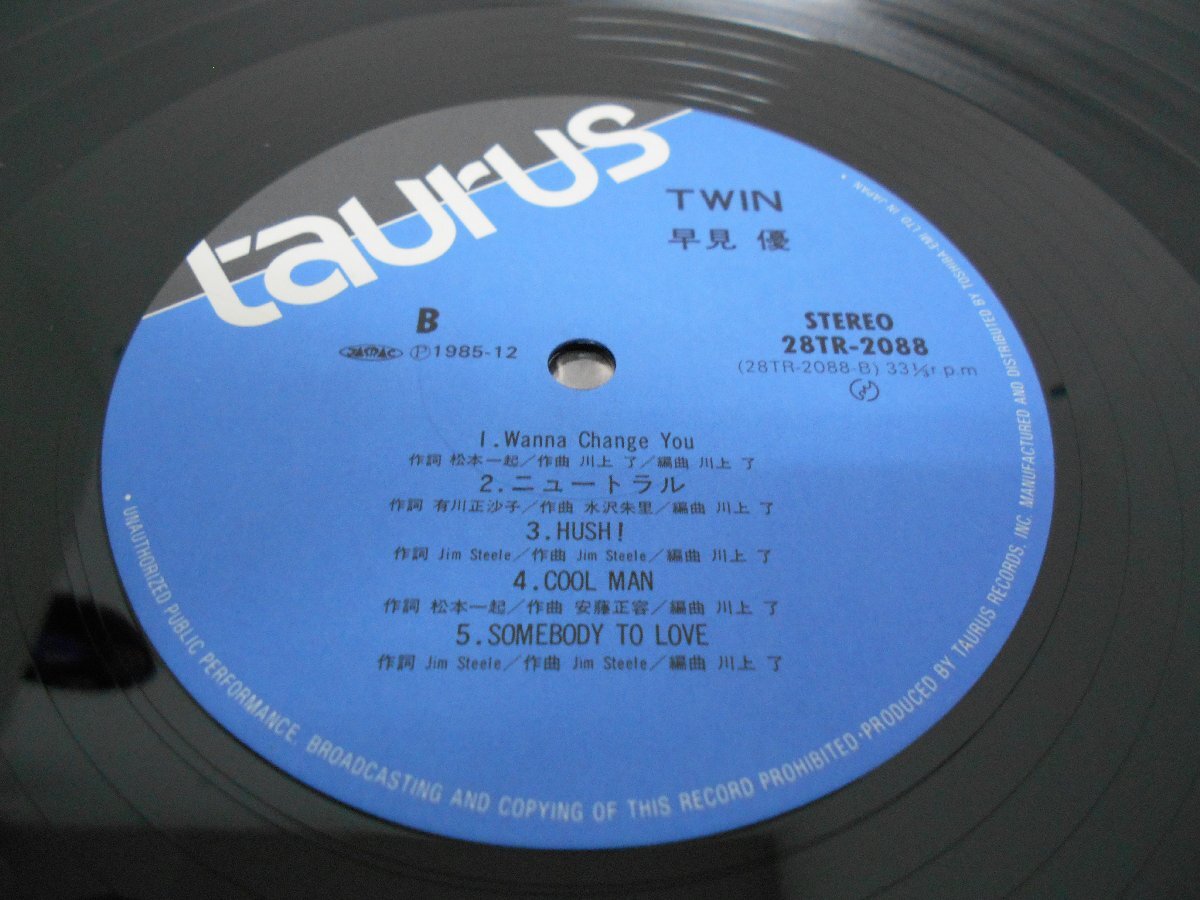 taurus
TWIN
早見 優
B
JASRAC Ⓟ1985-12
STEREO
28TR-2088
(28TR-2088-B) 33⅓r.p.m
1.Wanna Change You
作詞 松本一起／作曲 川上 了／編曲 川上 了
2.ニュートラル
作詞 有川正沙子／作曲 水沢朱里／編曲 川上 了
3.HUSH!
作詞 Jim Steele／作曲 Jim Steele／編曲 川上 了
4.COOL MAN
作詞 松本一起／作曲 安藤正容／編曲 川上 了
5.SOMEBODY TO LOVE
作詞 Jim Steele／作曲 Jim Steele／編曲 川上 了
• UNAUTHORIZED PUBLIC PERFORMANCE, BROADCASTING AND COPYING OF THIS RECORD PROHIBITED•PRODUCED BY TAURUS RECORDS, INC. MANUFACTURED AND DISTRIBUTED BY TOSHIBA-EMI LTD IN JAPAN •